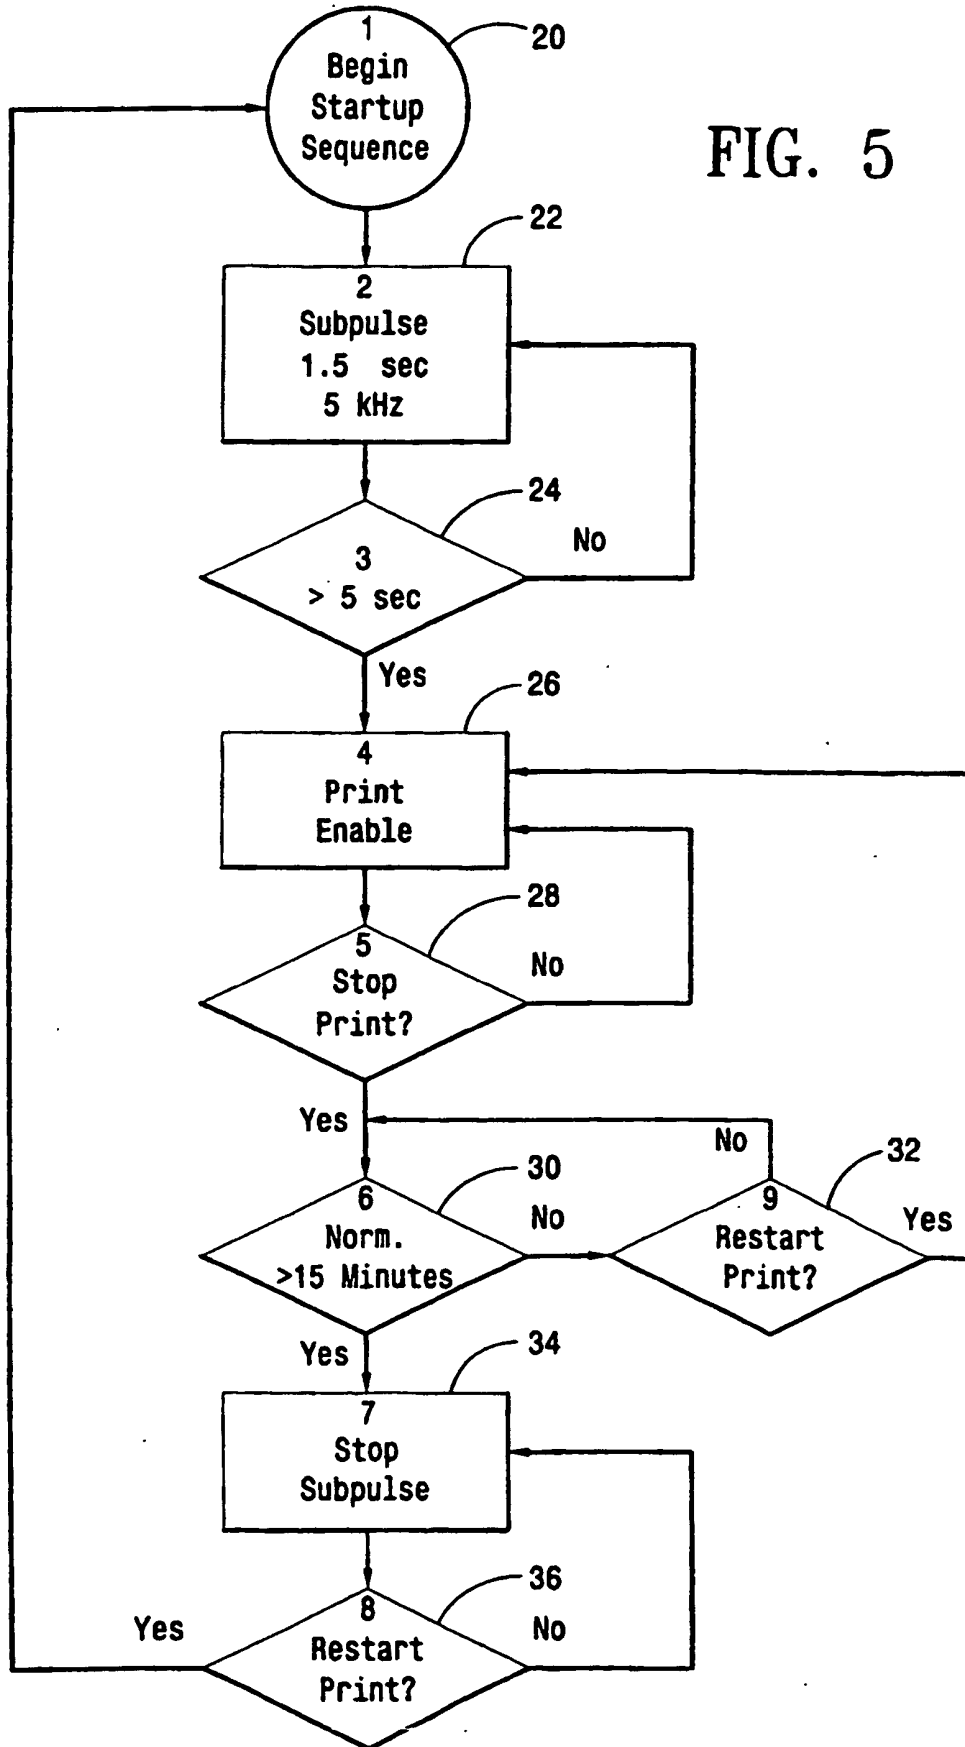 1
Begin
Startup
Sequence
20
FIG. 5
22
2
Subpulse
1.5 sec
5 kHz
24
3
> 5 sec
No
Yes
26
4
Print
Enable
28
5
Stop
Print?
No
Yes
30
6
Norm.
>15 Minutes
No
No
32
9
Restart
Print?
Yes
Yes
34
7
Stop
Subpulse
36
8
Restart
Print?
Yes
No